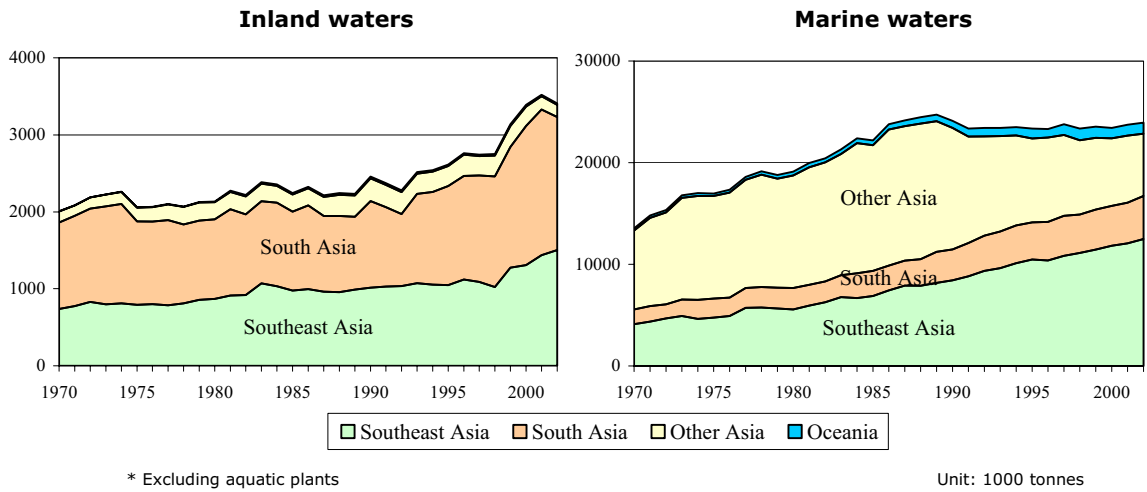 Inland waters
4000
3000
2000
1000
0
1970 1975 1980 1985 1990 1995 2000
South Asia
Southeast Asia
Marine waters
30000
20000
10000
0
1970 1975 1980 1985 1990 1995 2000
Other Asia
South Asia
Southeast Asia
Southeast Asia South Asia Other Asia Oceania
* Excluding aquatic plants
Unit: 1000 tonnes